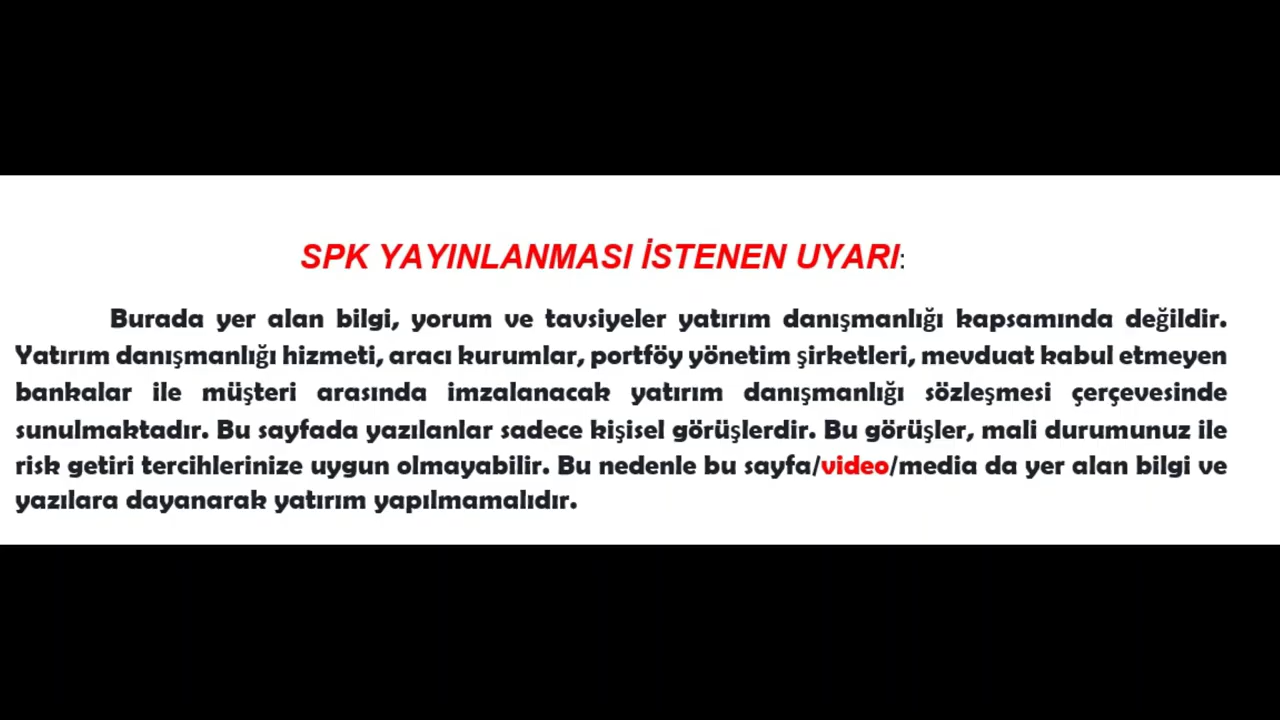 SPK YAYINLANMASI İSTENEN UYARI:
Burada yer alan bilgi, yorum ve tavsiyeler yatırım danışmanlığı kapsamında değildir.
Yatırım danışmanlığı hizmeti, aracı kurumlar, portföy yönetim şirketleri, mevduat kabul etmeyen
bankalar ile müşteri arasında imzalanacak yatırım danışmanlığı sözleşmesi çerçevesinde
sunulmaktadır. Bu sayfada yazılanlar sadece kişisel görüşlerdir. Bu görüşler, mali durumunuz ile
risk getiri tercihlerinize uygun olmayabilir. Bu nedenle bu sayfa/video/media da yer alan bilgi ve
yazılara dayanarak yatırım yapılmamalıdır.